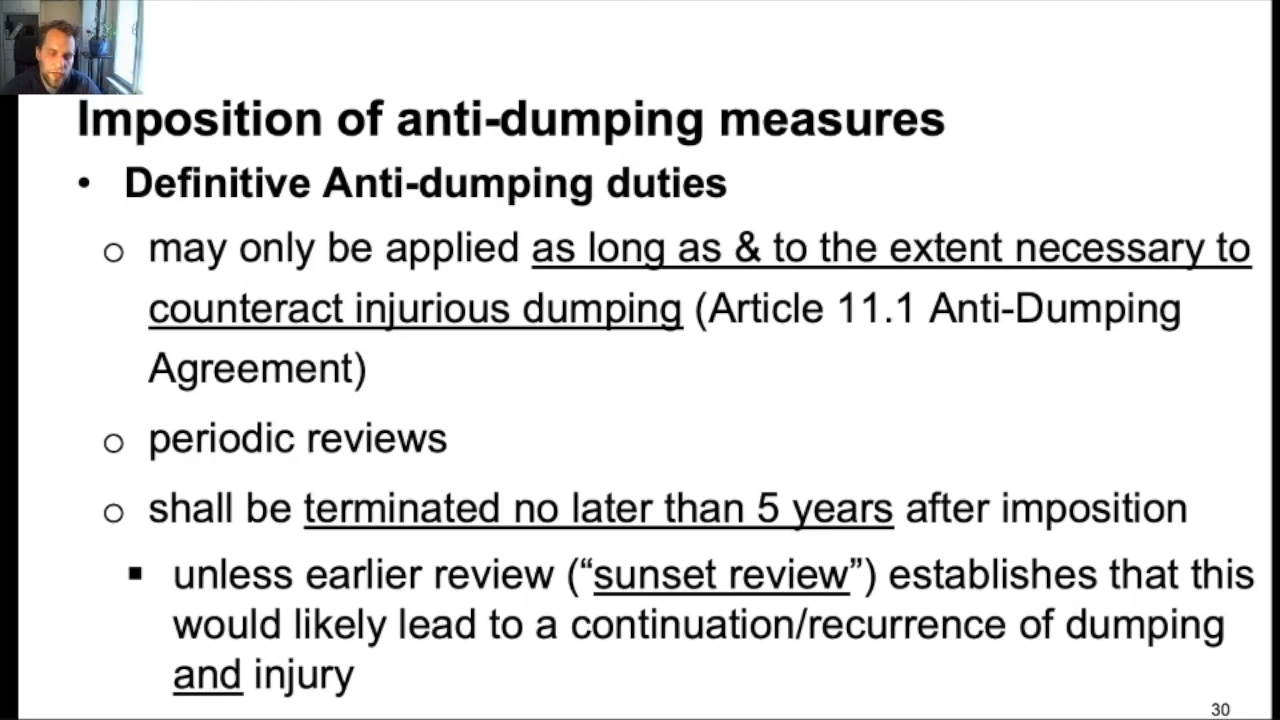 Imposition of anti-dumping measures
• Definitive Anti-dumping duties
o may only be applied as long as & to the extent necessary to
counteract injurious dumping (Article 11.1 Anti-Dumping
Agreement)
o periodic reviews
o shall be terminated no later than 5 years after imposition
▪ unless earlier review (“sunset review”) establishes that this
would likely lead to a continuation/recurrence of dumping
and injury
30